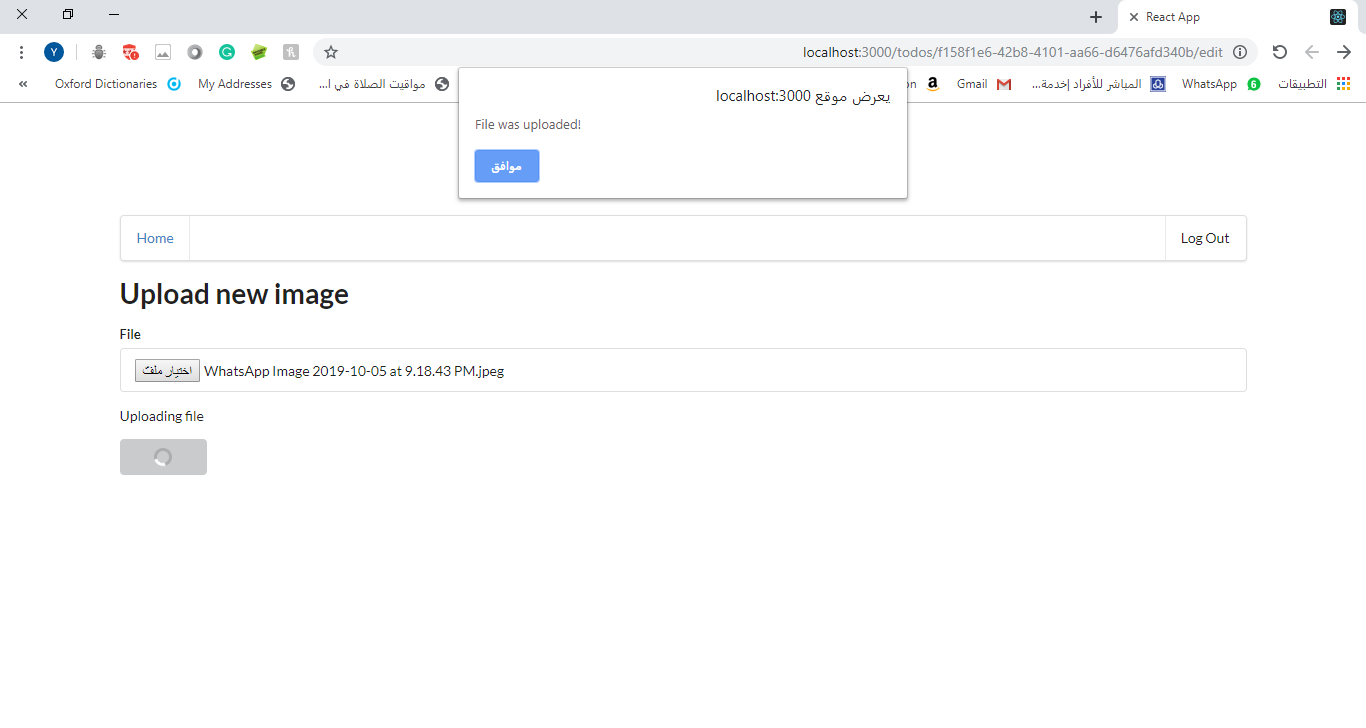 React App
Y
localhost:3000/todos/f158f1e6-42b8-4101-aa66-d6476afd340b/edit
« Oxford Dictionaries My Addresses مواقيت الصلاة في ا... a Gmail المباشر للأفراد |خدمة... WhatsApp 6 التطبيقات
يعرض موقع localhost:3000
File was uploaded!
موافق
Home Log Out
Upload new image
File
اختيار ملف WhatsApp Image 2019-10-05 at 9.18.43 PM.jpeg
Uploading file